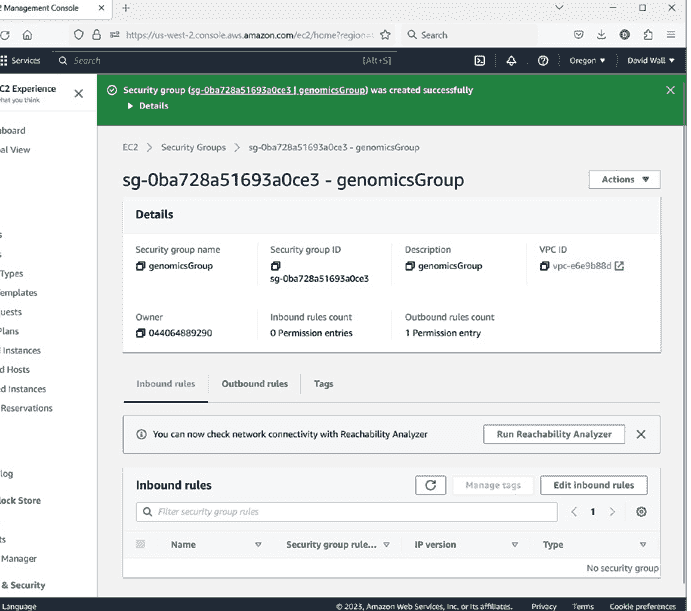 2 Management Console
https://us-west-2.console.aws.amazon.com/ec2/home?region=
Search
Services
Search
[Alt+S]
Oregon
David Wall
C2 Experience
what you think
board
al View
s
s
Types
emplates
uests
Plans
Instances
d Hosts
ed Instances
Reservations
log
lock Store
ts
Manager
& Security
Language
Security group (sg-0ba728a51693a0ce3 | genomicsGroup) was created successfully
Details
EC2 > Security Groups > sg-0ba728a51693a0ce3 - genomicsGroup
sg-0ba728a51693a0ce3 - genomicsGroup
Actions
Details
Security group name
genomicsGroup
Security group ID
sg-0ba728a51693a0ce3
Description
genomicsGroup
VPC ID
vpc-e6e9b88d
Owner
044064889290
Inbound rules count
0 Permission entries
Outbound rules count
1 Permission entry
Inbound rules
Outbound rules
Tags
You can now check network connectivity with Reachability Analyzer
Run Reachability Analyzer
Inbound rules
Manage tags
Edit inbound rules
Filter security group rules
1
Name
Security group rule...
IP version
Type
No security group
© 2023, Amazon Web Services, Inc. or its affiliates.
Privacy
Terms
Cookie preferences